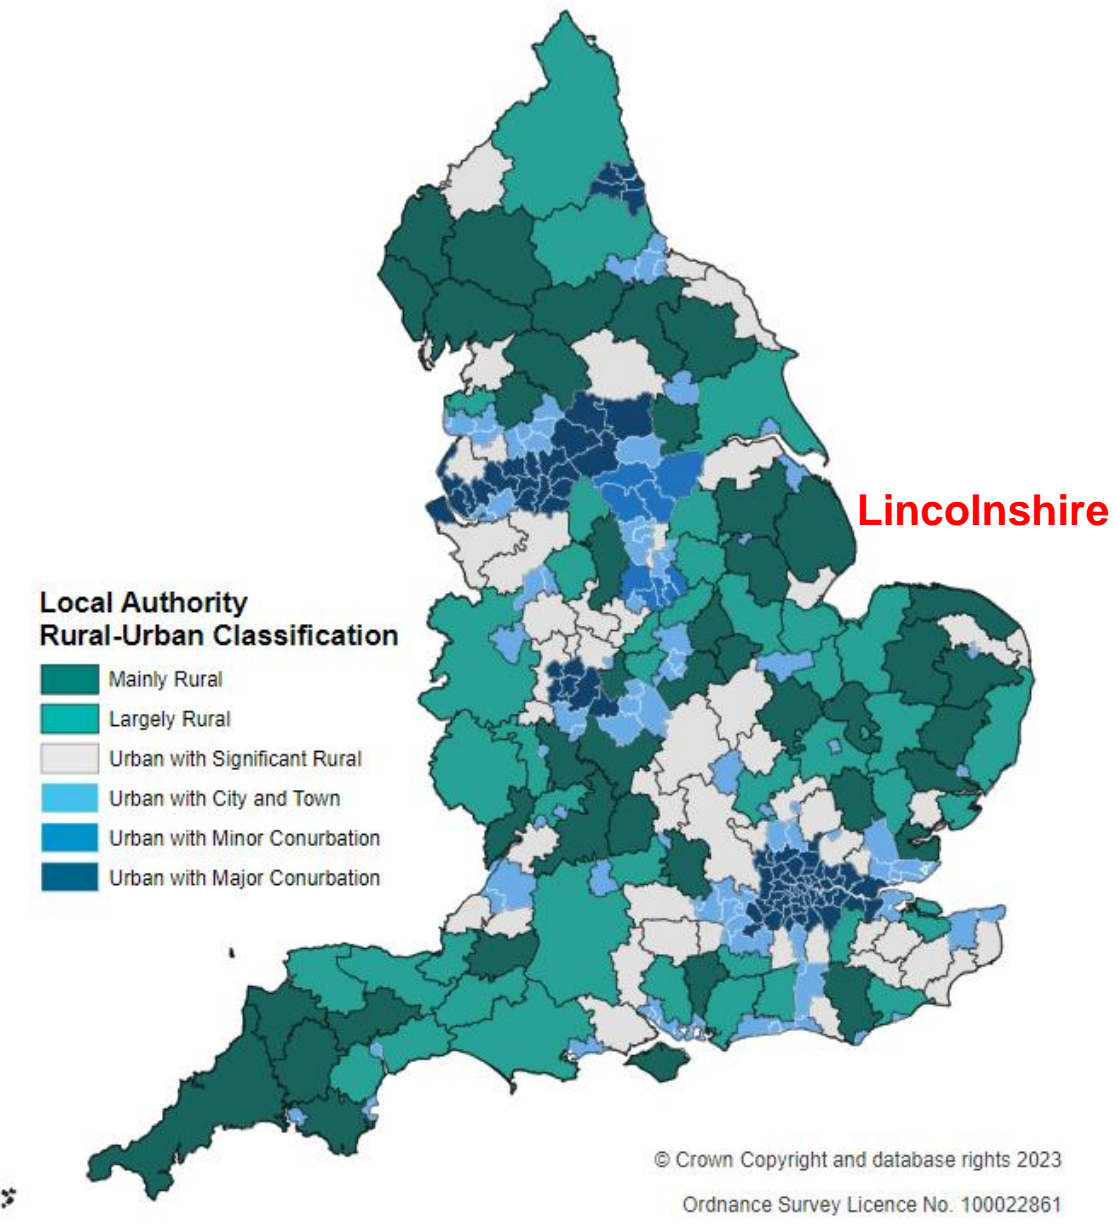 Lincolnshire
Local Authority
Rural-Urban Classification
Mainly Rural
Largely Rural
Urban with Significant Rural
Urban with City and Town
Urban with Minor Conurbation
Urban with Major Conurbation
© Crown Copyright and database rights 2023
Ordnance Survey Licence No. 100022861